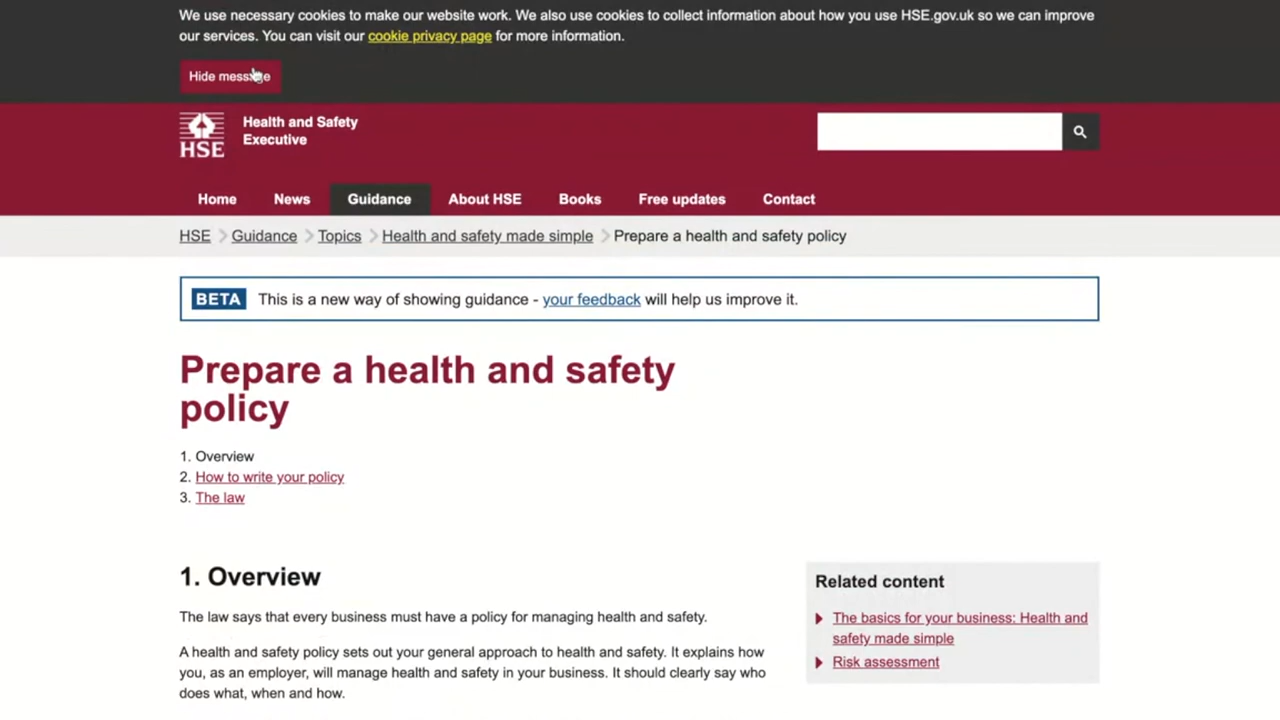 We use necessary cookies to make our website work. We also use cookies to collect information about how you use HSE.gov.uk so we can improve
our services. You can visit our cookie privacy page for more information.
Hide message
HSE
Health and Safety
Executive
Home News Guidance About HSE Books Free updates Contact
HSE Guidance Topics Health and safety made simple Prepare a health and safety policy
BETA This is a new way of showing guidance - your feedback will help us improve it.
Prepare a health and safety
policy
1. Overview
2. How to write your policy
3. The law
1. Overview
The law says that every business must have a policy for managing health and safety.
A health and safety policy sets out your general approach to health and safety. It explains how
you, as an employer, will manage health and safety in your business. It should clearly say who
does what, when and how.
Related content
The basics for your business: Health and
safety made simple
Risk assessment